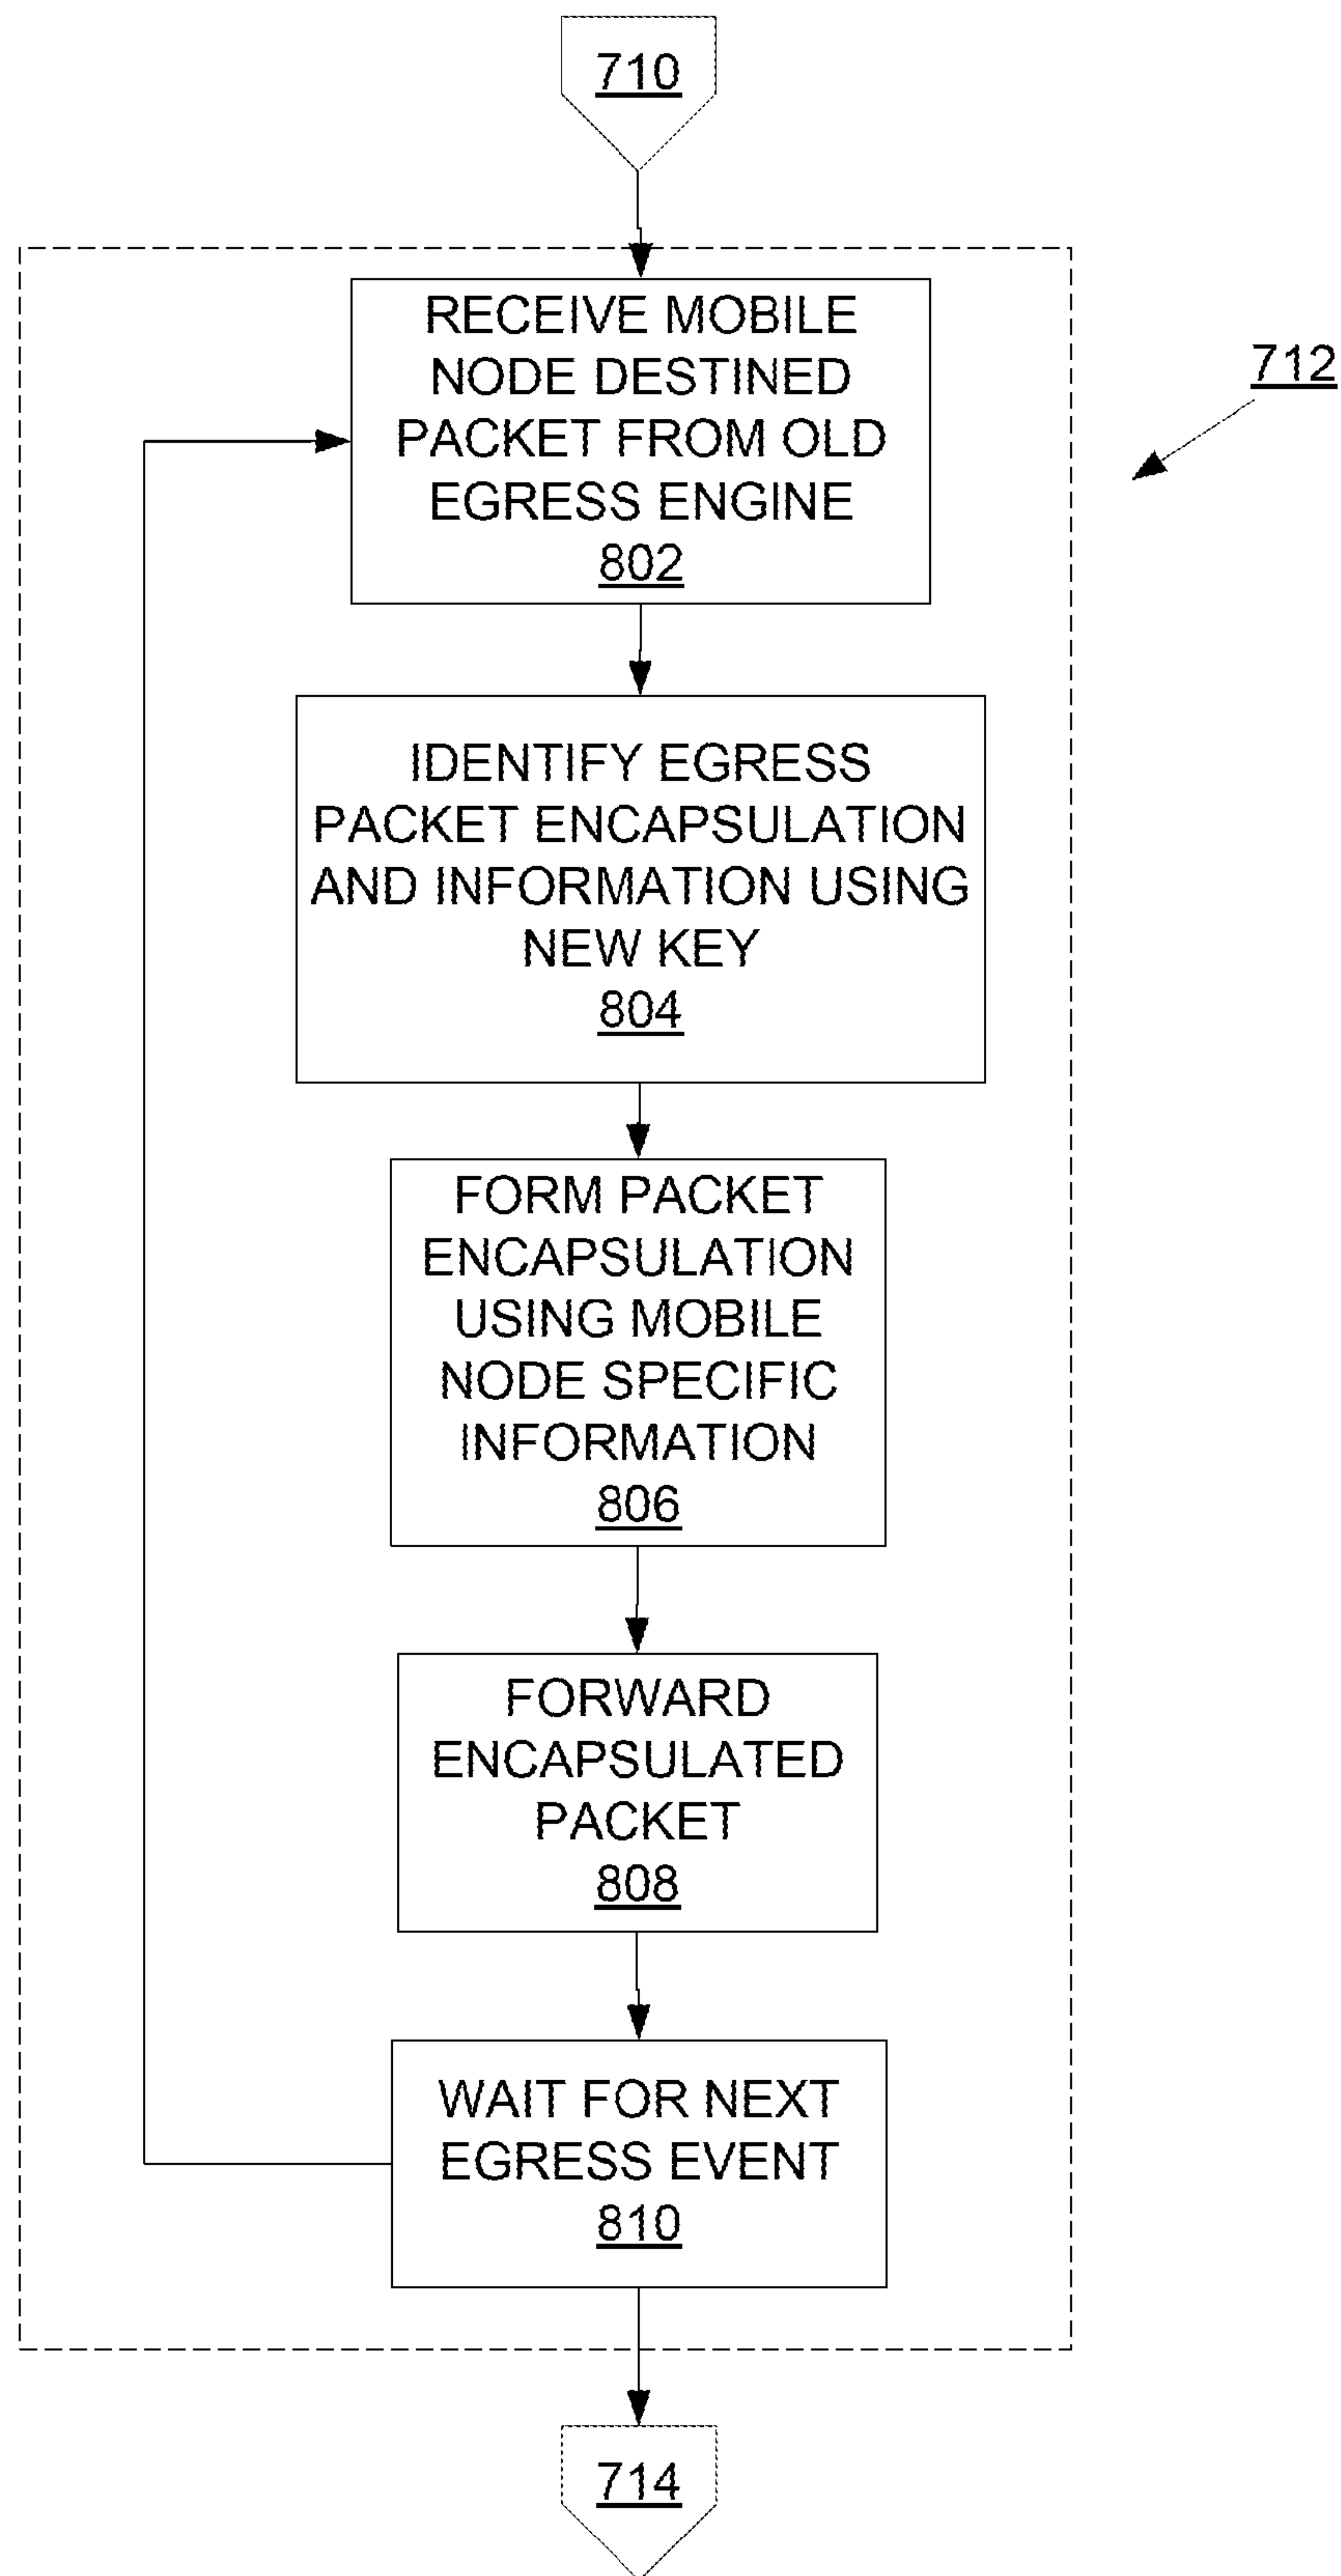 710
RECEIVE MOBILE
NODE DESTINED
PACKET FROM OLD
EGRESS ENGINE
802
712
IDENTIFY EGRESS
PACKET ENCAPSULATION
AND INFORMATION USING
NEW KEY
804
FORM PACKET
ENCAPSULATION
USING MOBILE
NODE SPECIFIC
INFORMATION
806
FORWARD
ENCAPSULATED
PACKET
808
WAIT FOR NEXT
EGRESS EVENT
810
714